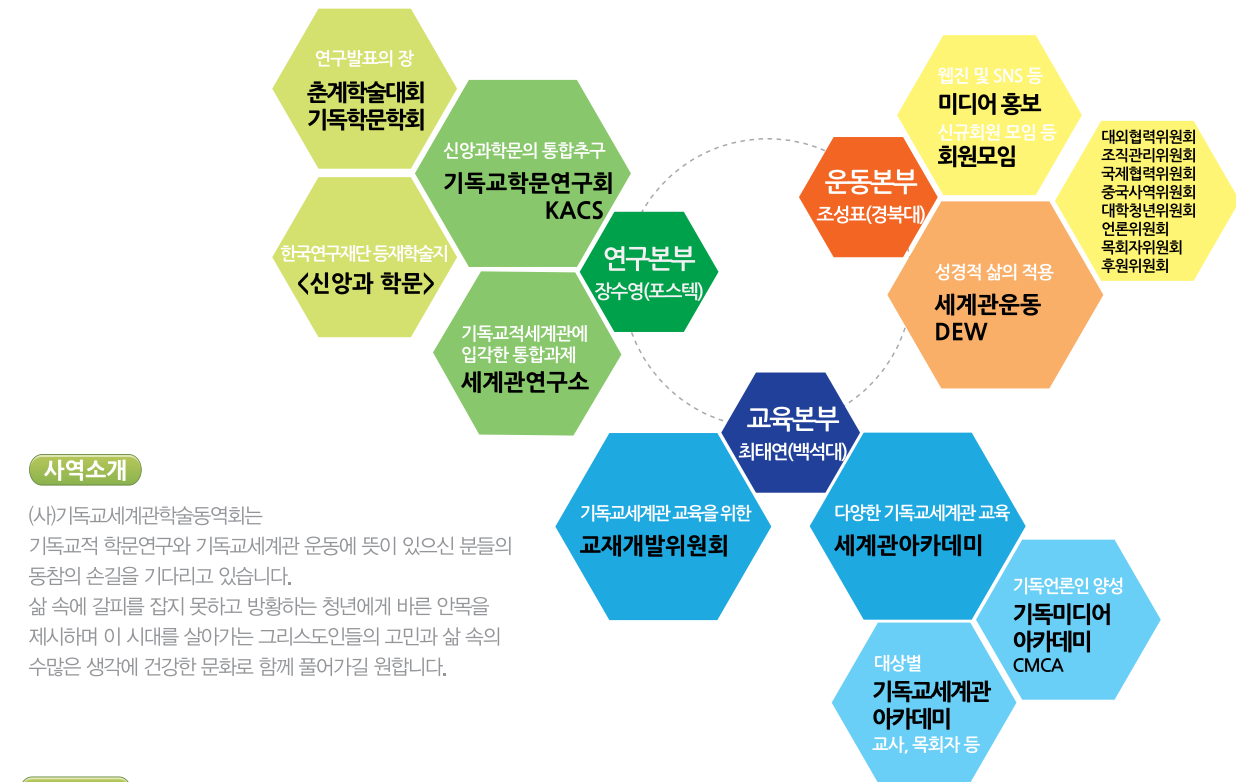 연구발표의 장
춘계학술대회
기독학문학회
신앙과학문의 통합추구
기독교학문연구회
KACS
한국연구재단 등재학술지
<신앙과 학문>
연구본부
장수영(포스텍)
기독교적세계관에
입각한 통합과제
세계관연구소
웹진 및 SNS 등
미디어 홍보
신규회원 모임 등
회원모임
대외협력위원회
조직관리위원회
국제협력위원회
중국사역위원회
대학청년위원회
언론위원회
목회자위원회
후원위원회
운동본부
조성표(경북대)
성경적 삶의 적용
세계관운동
DEW
교육본부
최태연(백석대)
기독교세계관 교육을 위한
교재개발위원회
다양한 기독교세계관 교육
세계관아카데미
기독언론인 양성
기독미디어
아카데미
CMCA
대상별
기독교세계관
아카데미
교사, 목회자 등
사역소개
(사)기독교세계관학술동역회는
기독교적 학문연구와 기독교세계관 운동에 뜻이 있으신 분들의
동참의 손길을 기다리고 있습니다.
삶 속에 갈피를 잡지 못하고 방황하는 청년에게 바른 안목을
제시하며 이 시대를 살아가는 그리스도인들의 고민과 삶 속의
수많은 생각에 건강한 문화로 함께 풀어가길 원합니다.